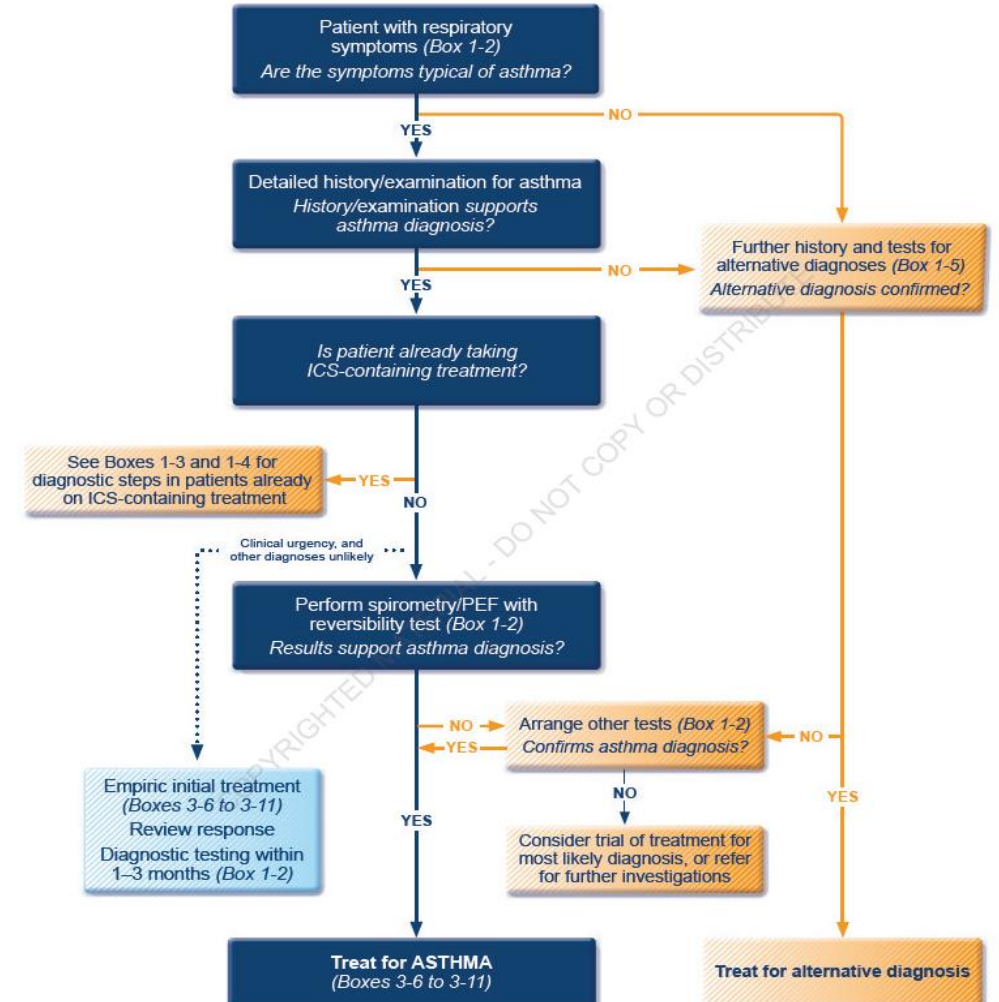 Patient with respiratory
symptoms (Box 1-2)
Are the symptoms typical of asthma?
NO
YES
Detailed history/examination for asthma
History/examination supports
asthma diagnosis?
Further history and tests for
alternative diagnoses (Box 1-5)
Alternative diagnosis confirmed?
NO
YES
Is patient already taking
ICS-containing treatment?
See Boxes 1-3 and 1-4 for
diagnostic steps in patients already
on ICS-containing treatment
YES
NO
Clinical urgency, and
other diagnoses unlikely
Perform spirometry/PEF with
reversibility test (Box 1-2)
Results support asthma diagnosis?
NO
YES
Arrange other tests (Box 1-2)
Confirms asthma diagnosis?
NO
Empiric initial treatment
(Boxes 3-6 to 3-11)
Review response
Diagnostic testing within
1–3 months (Box 1-2)
YES
NO
YES
Consider trial of treatment for
most likely diagnosis, or refer
for further investigations
Treat for ASTHMA
(Boxes 3-6 to 3-11)
Treat for alternative diagnosis
COPYRIGHTED MATERIAL - DO NOT COPY OR DISTRIBUTE